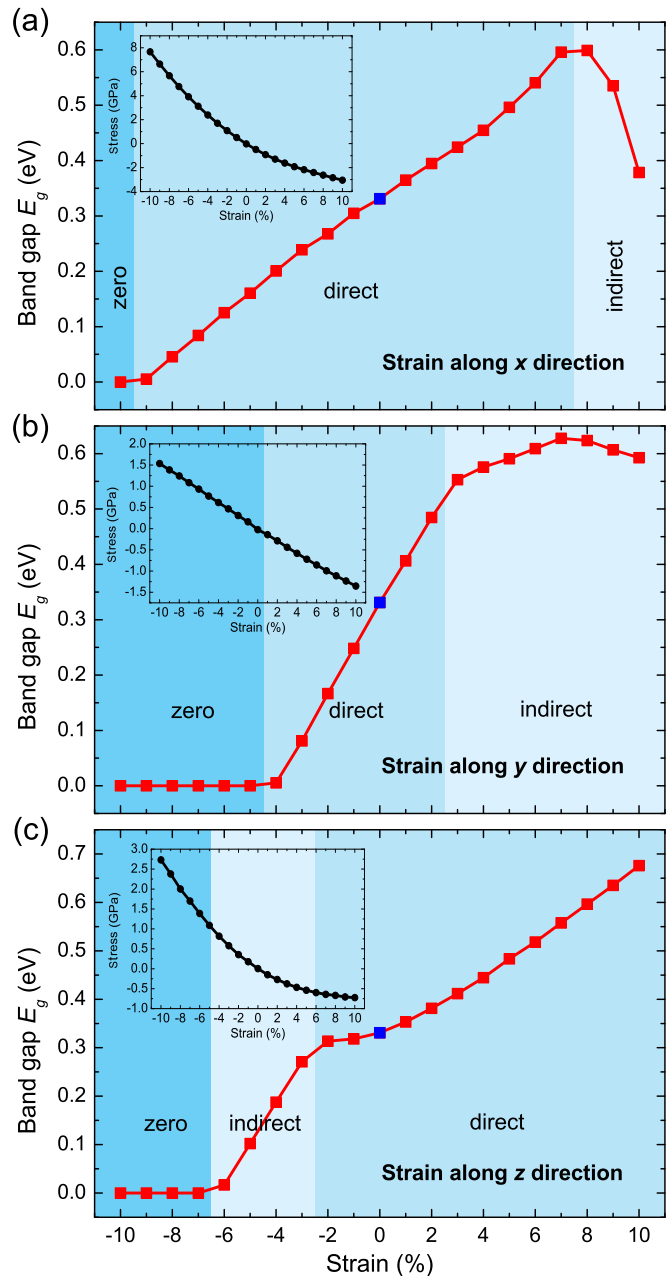 (a)
Band gap E_g (eV)
0.6
0.5
0.4
0.3
0.2
0.1
0.0
Stress (GPa)
8
6
4
2
0
-2
-4
-10 -8 -6 -4 -2 0 2 4 6 8 10
Strain (%)
zero
direct
indirect
Strain along x direction
(b)
Band gap E_g (eV)
0.6
0.5
0.4
0.3
0.2
0.1
0.0
Stress (GPa)
2.0
1.5
1.0
0.5
0.0
-0.5
-1.0
-1.5
-10 -8 -6 -4 -2 0 2 4 6 8 10
Strain (%)
zero
direct
indirect
Strain along y direction
(c)
Band gap E_g (eV)
0.7
0.6
0.5
0.4
0.3
0.2
0.1
0.0
Stress (GPa)
3.0
2.5
2.0
1.5
1.0
0.5
0.0
-0.5
-1.0
-10 -8 -6 -4 -2 0 2 4 6 8 10
Strain (%)
zero
indirect
direct
Strain along z direction
-10 -8 -6 -4 -2 0 2 4 6 8 10
Strain (%)